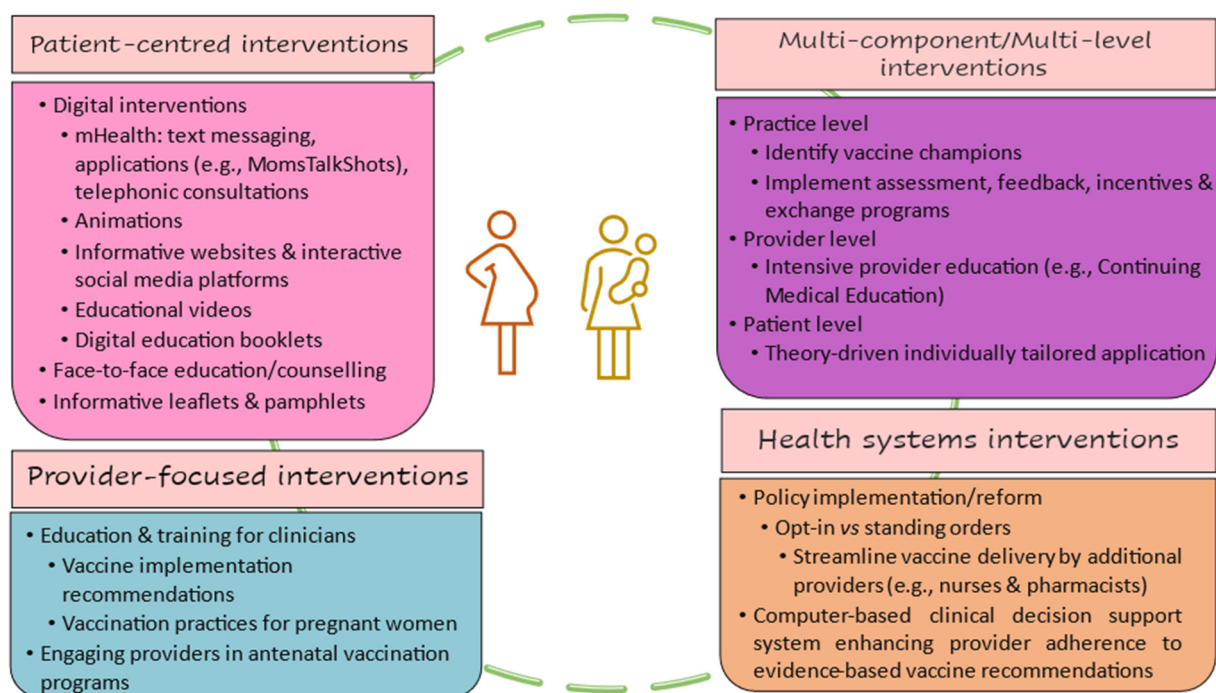 Patient-centred interventions
• Digital interventions
• mHealth: text messaging,
applications (e.g., MomsTalkShots),
telephonic consultations
• Animations
• Informative websites & interactive
social media platforms
• Educational videos
• Digital education booklets
• Face-to-face education/counselling
• Informative leaflets & pamphlets
Multi-component/Multi-level
interventions
• Practice level
• Identify vaccine champions
• Implement assessment, feedback, incentives &
exchange programs
• Provider level
• Intensive provider education (e.g., Continuing
Medical Education)
• Patient level
• Theory-driven individually tailored application
Provider-focused interventions
• Education & training for clinicians
• Vaccine implementation
recommendations
• Vaccination practices for pregnant women
• Engaging providers in antenatal vaccination
programs
Health systems interventions
• Policy implementation/reform
• Opt-in vs standing orders
• Streamline vaccine delivery by additional
providers (e.g., nurses & pharmacists)
• Computer-based clinical decision support
system enhancing provider adherence to
evidence-based vaccine recommendations